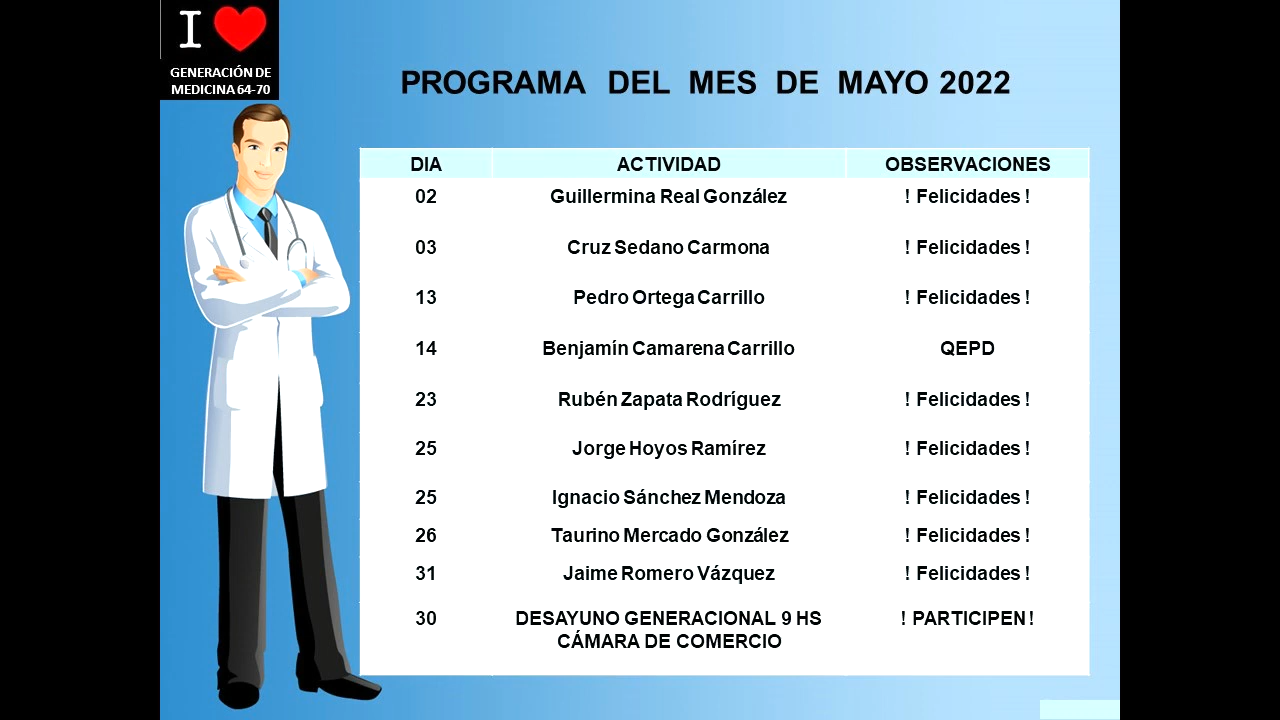 I
GENERACIÓN DE
MEDICINA 64-70
PROGRAMA DEL MES DE MAYO 2022
DIA ACTIVIDAD OBSERVACIONES
02 Guillermina Real González ! Felicidades !
03 Cruz Sedano Carmona ! Felicidades !
13 Pedro Ortega Carrillo ! Felicidades !
14 Benjamín Camarena Carrillo QEPD
23 Rubén Zapata Rodríguez ! Felicidades !
25 Jorge Hoyos Ramírez ! Felicidades !
25 Ignacio Sánchez Mendoza ! Felicidades !
26 Taurino Mercado González ! Felicidades !
31 Jaime Romero Vázquez ! Felicidades !
30 DESAYUNO GENERACIONAL 9 HS ! PARTICIPEN !
CÁMARA DE COMERCIO